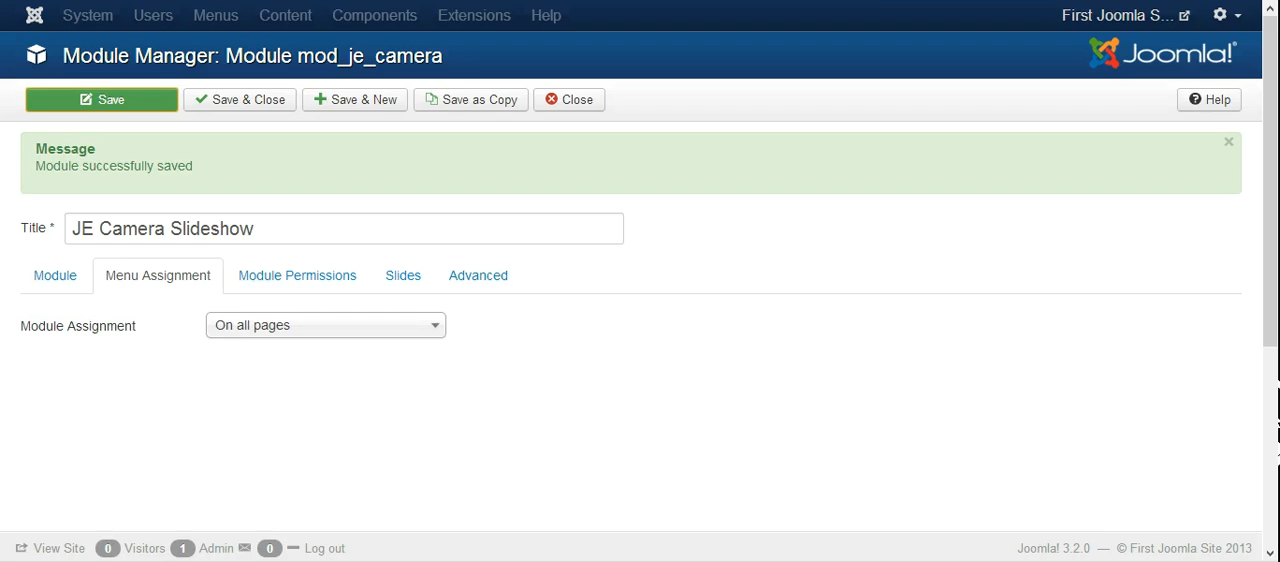 System Users Menus Content Components Extensions Help First Joomla S...
Module Manager: Module mod_je_camera Joomla!®
Save Save & Close Save & New Save as Copy Close Help
Message
Module successfully saved
Title * JE Camera Slideshow
Module Menu Assignment Module Permissions Slides Advanced
Module Assignment On all pages
View Site 0 Visitors 1 Admin 0 Log out Joomla! 3.2.0 — © First Joomla Site 2013